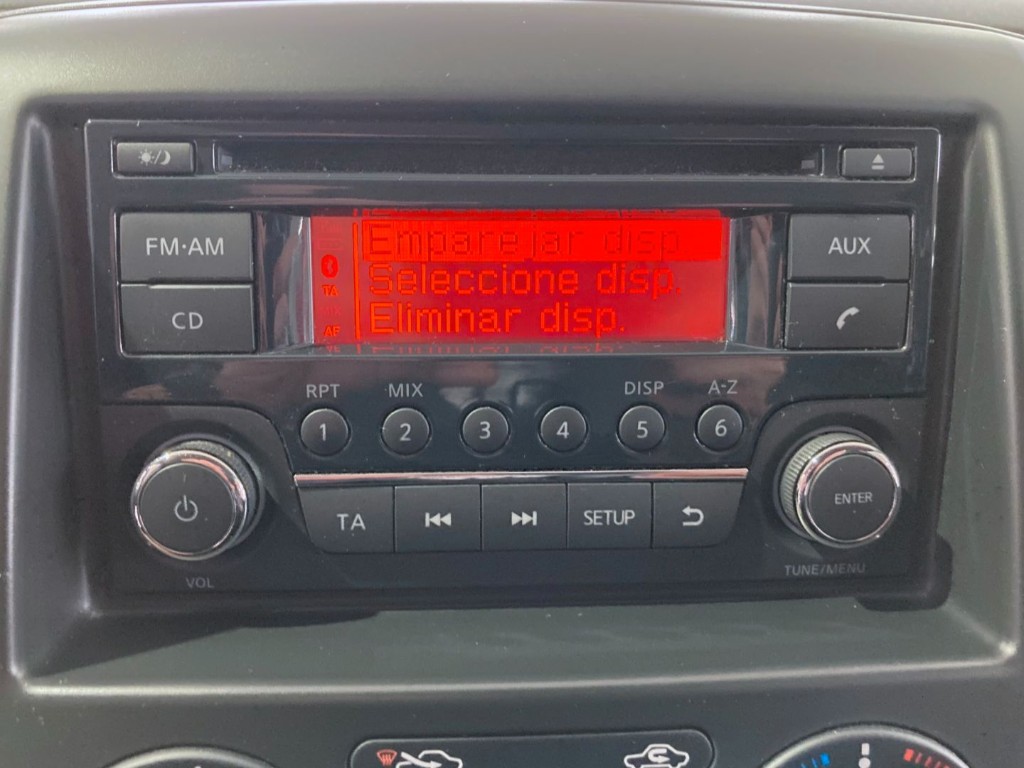 FM·AM
CD
AUX
TA
AF
Emparejar disp
Seleccione disp.
Eliminar disp.
RPT MIX DISP A-Z
1 2 3 4 5 6
TA SETUP
ENTER
VOL
TUNE/MENU